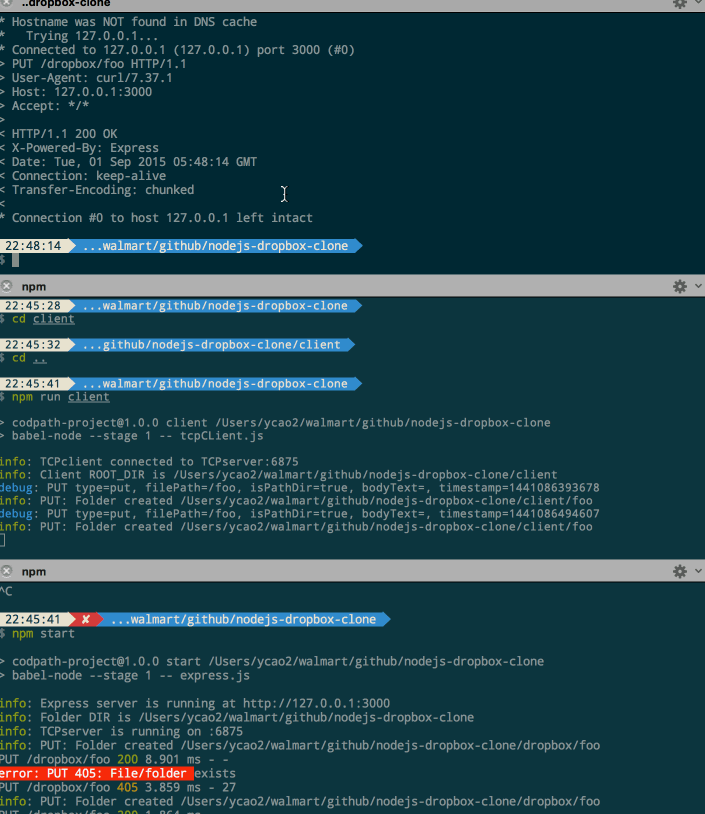 ..dropbox-clone
* Hostname was NOT found in DNS cache
*   Trying 127.0.0.1...
* Connected to 127.0.0.1 (127.0.0.1) port 3000 (#0)
> PUT /dropbox/foo HTTP/1.1
> User-Agent: curl/7.37.1
> Host: 127.0.0.1:3000
> Accept: */*
>
< HTTP/1.1 200 OK
< X-Powered-By: Express
< Date: Tue, 01 Sep 2015 05:48:14 GMT
< Connection: keep-alive
< Transfer-Encoding: chunked
<
* Connection #0 to host 127.0.0.1 left intact
22:48:14 ...walmart/github/nodejs-dropbox-clone
$
npm
22:45:28 ...walmart/github/nodejs-dropbox-clone
$ cd client
22:45:32 ...github/nodejs-dropbox-clone/client
$ cd ..
22:45:41 ...walmart/github/nodejs-dropbox-clone
$ npm run client
> codpath-project@1.0.0 client /Users/ycao2/walmart/github/nodejs-dropbox-clone
> babel-node --stage 1 -- tcpCLient.js
info: TCPclient connected to TCPserver:6875
info: Client ROOT_DIR is /Users/ycao2/walmart/github/nodejs-dropbox-clone/client
debug: PUT type=put, filePath=/foo, isPathDir=true, bodyText=, timestamp=1441086393678
info: PUT: Folder created /Users/ycao2/walmart/github/nodejs-dropbox-clone/client/foo
debug: PUT type=put, filePath=/foo, isPathDir=true, bodyText=, timestamp=1441086494607
info: PUT: Folder created /Users/ycao2/walmart/github/nodejs-dropbox-clone/client/foo
npm
^C
22:45:41 ✘ ...walmart/github/nodejs-dropbox-clone
$ npm start
> codpath-project@1.0.0 start /Users/ycao2/walmart/github/nodejs-dropbox-clone
> babel-node --stage 1 -- express.js
info: Express server is running at http://127.0.0.1:3000
info: Folder DIR is /Users/ycao2/walmart/github/nodejs-dropbox-clone
info: TCPserver is running on :6875
info: PUT: Folder created /Users/ycao2/walmart/github/nodejs-dropbox-clone/dropbox/foo
PUT /dropbox/foo 200 8.901 ms - -
error: PUT 405: File/folder exists
PUT /dropbox/foo 405 3.859 ms - 27
info: PUT: Folder created /Users/ycao2/walmart/github/nodejs-dropbox-clone/dropbox/foo
PUT /dropbox/foo 200 1.864 ms